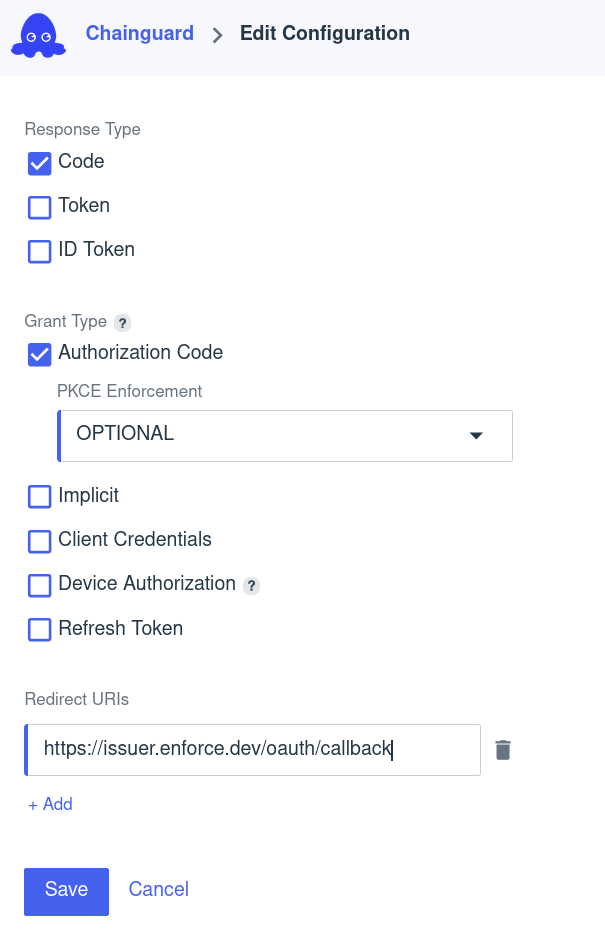 Chainguard > Edit Configuration
Response Type
Code
Token
ID Token
Grant Type ?
Authorization Code
PKCE Enforcement
OPTIONAL
Implicit
Client Credentials
Device Authorization ?
Refresh Token
Redirect URIs
https://issuer.enforce.dev/oauth/callback
+ Add
Save Cancel